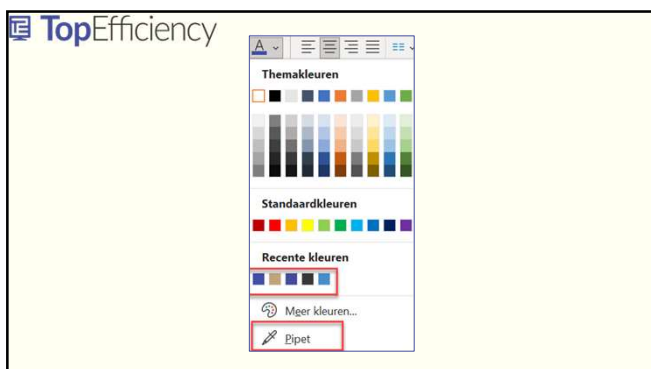 TopEfficiency
A
Themakleuren
Standaardkleuren
Recente kleuren
Meer kleuren...
Pipet